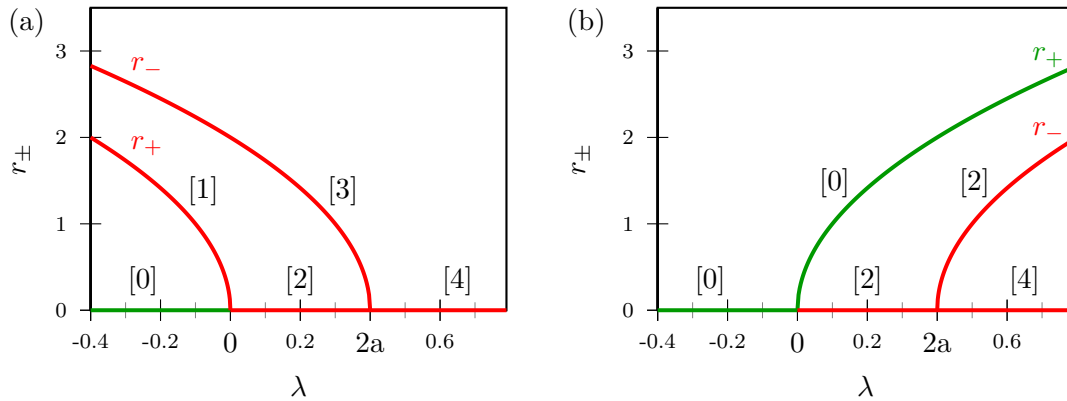 (a)
3
2
1
0
r±
r₋
r₊
[1]
[3]
[0]
[2]
[4]
-0.4
-0.2
0
0.2
2a
0.6
λ
(b)
3
2
1
0
r±
r₊
r₋
[0]
[2]
[0]
[2]
[4]
-0.4
-0.2
0
0.2
2a
0.6
λ